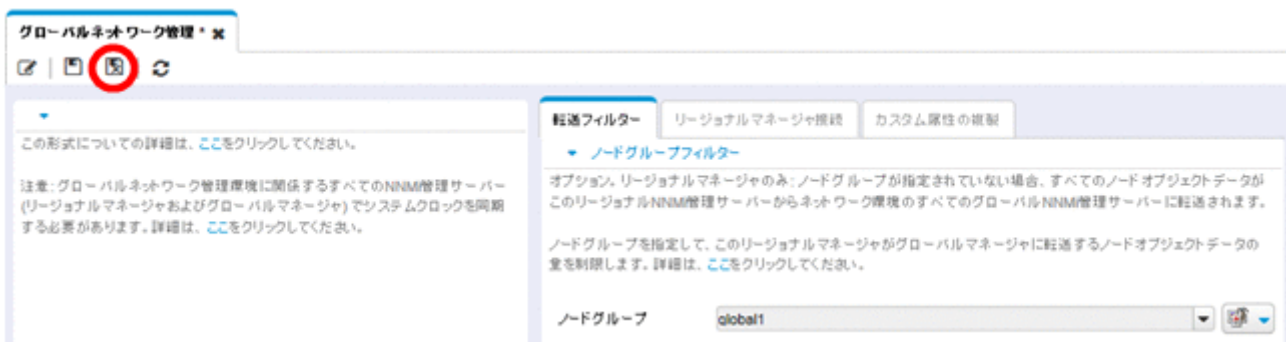 グローバルネットワーク管理 * ✖
この形式についての詳細は、ここをクリックしてください。
注意:グローバルネットワーク管理環境に関係するすべてのNNMi管理サーバー
(リージョナルマネージャおよびグローバルマネージャ) でシステムクロックを同期
する必要があります。詳細は、ここをクリックしてください。
転送フィルター リージョナルマネージャ接続 カスタム属性の複製
ノードグループフィルター
オプション。リージョナルマネージャのみ:ノードグループが指定されていない場合、すべてのノードオブジェクトデータが
このリージョナルNNMi管理サーバーからネットワーク環境のすべてのグローバルNNMi管理サーバーに転送されます。
ノードグループを指定して、このリージョナルマネージャがグローバルマネージャに転送するノードオブジェクトデータの
量を制限します。詳細は、ここをクリックしてください。
ノードグループ global1